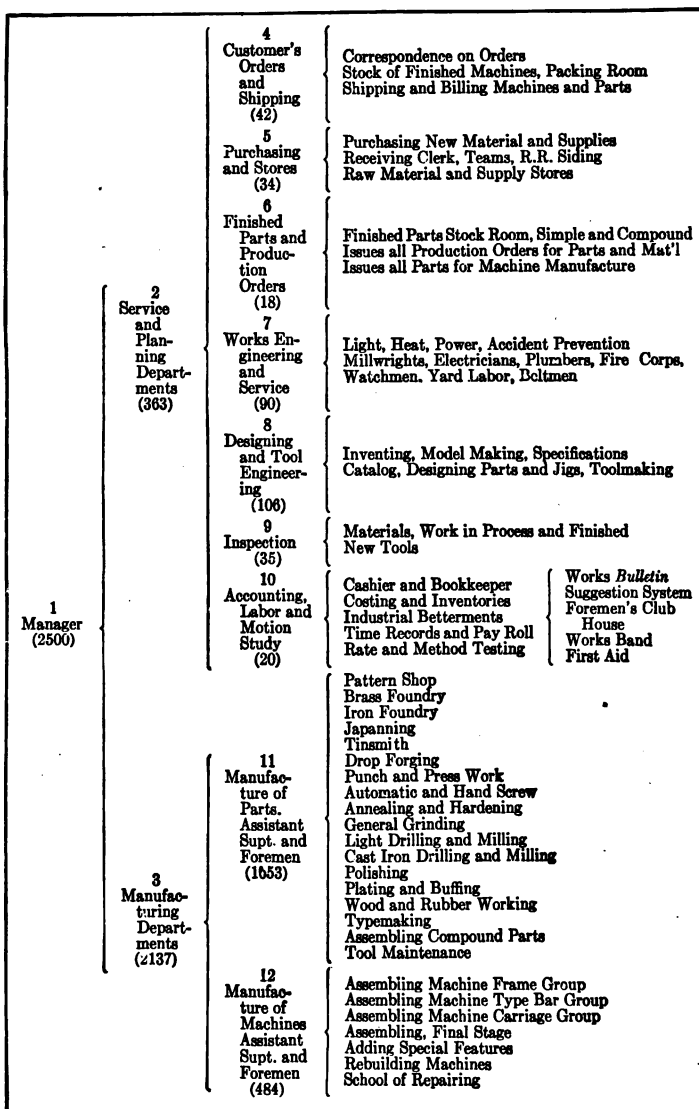 4
Customer's
Orders
and
Shipping
(42)
Correspondence on Orders
Stock of Finished Machines, Packing Room
Shipping and Billing Machines and Parts
5
Purchasing
and Stores
(34)
Purchasing New Material and Supplies
Receiving Clerk, Teams, R.R. Siding
Raw Material and Supply Stores
6
Finished
Parts and
Produc-
tion
Orders
(18)
Finished Parts Stock Room, Simple and Compound
Issues all Production Orders for Parts and Mat'l
Issues all Parts for Machine Manufacture
2
Service
and
Plan-
ning
Depart-
ments
(363)
7
Works En-
gineering
and
Service
(90)
Light, Heat, Power, Accident Prevention
Millwrights, Electricians, Plumbers, Fire Corps,
Watchmen. Yard Labor, Beltmen
8
Designing
and Tool
Engineer-
ing
(106)
Inventing, Model Making, Specifications
Catalog, Designing Parts and Jigs, Toolmaking
9
Inspection
(35)
Materials, Work in Process and Finished
New Tools
1
Manager
(2500)
10
Accounting,
Labor and
Motion
Study
(20)
Cashier and Bookkeeper
Costing and Inventories
Industrial Betterments
Time Records and Pay Roll
Rate and Method Testing
Works Bulletin
Suggestion System
Foremen's Club
House
Works Band
First Aid
3
Manufac-
turing
Depart-
ments
(2137)
11
Manufac-
ture of
Parts.
Assistant
Supt. and
Foremen
(1653)
Pattern Shop
Brass Foundry
Iron Foundry
Japanning
Tinsmith
Drop Forging
Punch and Press Work
Automatic and Hand Screw
Annealing and Hardening
General Grinding
Light Drilling and Milling
Cast Iron Drilling and Milling
Polishing
Plating and Buffing
Wood and Rubber Working
Typemaking
Assembling Compound Parts
Tool Maintenance
12
Manufac-
ture of
Machines
Assistant
Supt. and
Foremen
(484)
Assembling Machine Frame Group
Assembling Machine Type Bar Group
Assembling Machine Carriage Group
Assembling, Final Stage
Adding Special Features
Rebuilding Machines
School of Repairing